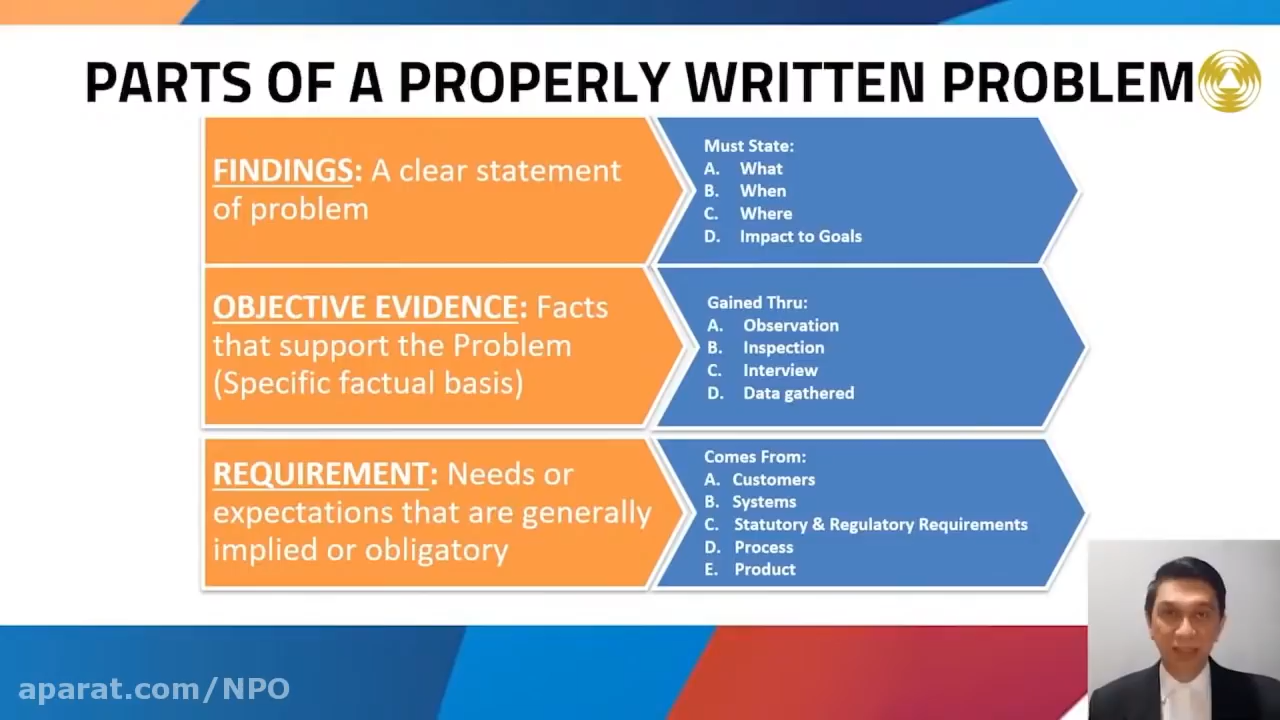 PARTS OF A PROPERLY WRITTEN PROBLEM
FINDINGS: A clear statement
of problem
Must State:
A. What
B. When
C. Where
D. Impact to Goals
OBJECTIVE EVIDENCE: Facts
that support the Problem
(Specific factual basis)
Gained Thru:
A. Observation
B. Inspection
C. Interview
D. Data gathered
REQUIREMENT: Needs or
expectations that are generally
implied or obligatory
Comes From:
A. Customers
B. Systems
C. Statutory & Regulatory Requirements
D. Process
E. Product
aparat.com/NPO